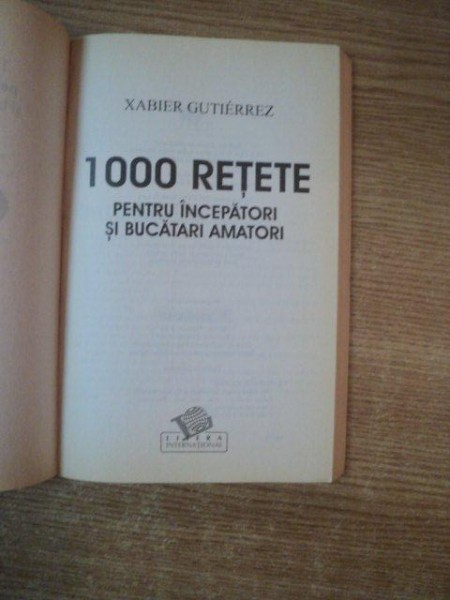 XABIER GUTIÉRREZ
1000 REȚETE
PENTRU ÎNCEPĂTORI
ȘI BUCĂTARI AMATORI
LITERA
INTERNAȚIONAL